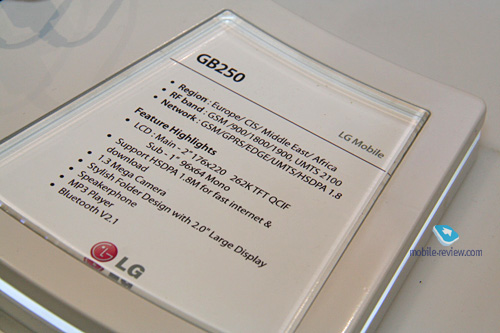 GB250
LG Mobile
• Region : Europe/ CIS/ Middle East/ Africa
• RF band : GSM /900/1800/1900, UMTS 2100
• Network : GSM/GPRS/EDGE/UMTS/HSDPA 1.8
Feature Highlights
• LCD : Main - 2" 176x220 262K TFT QCIF
Sub : 1" 96x64 Mono
• Support HSDPA 1.8M for fast internet &
download
• 1.3 Mega Camera
• Stylish Folder Design with 2.0" Large Display
• Speakerphone
• MP3 Player
• Bluetooth V2.1
LG
mobile-review.com